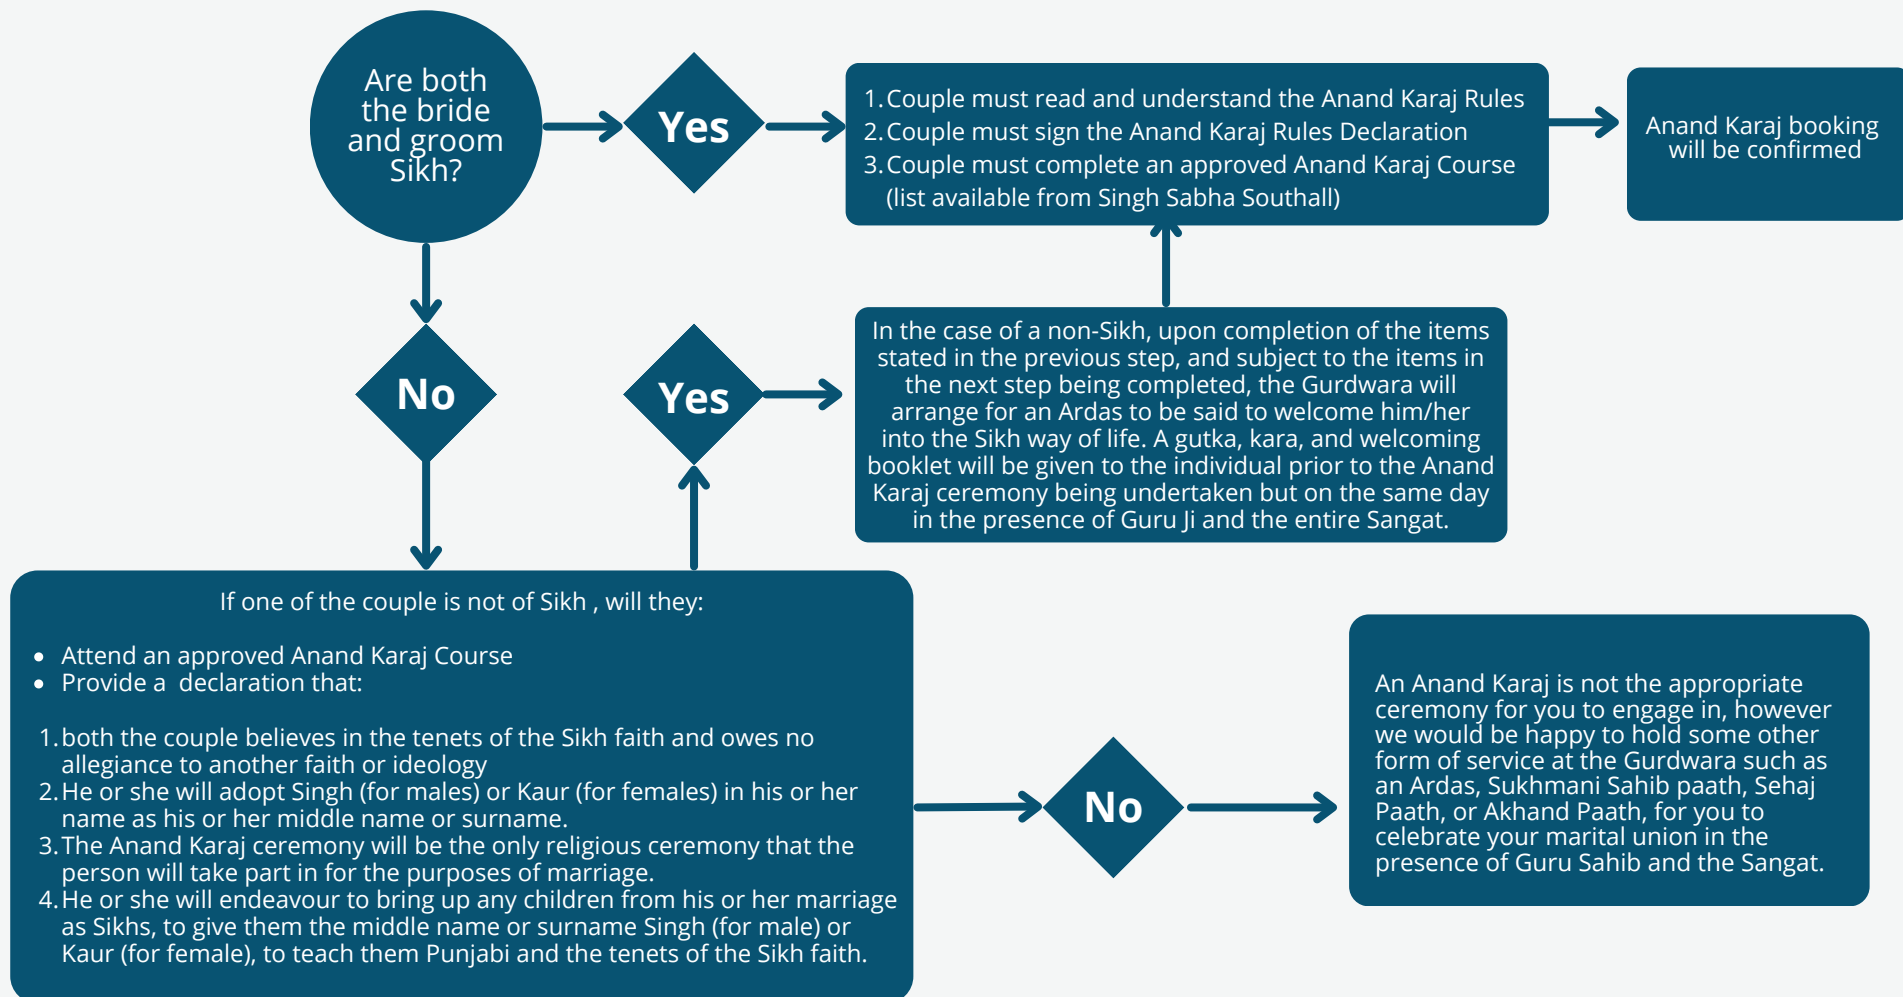 Are both
the bride
and groom
Sikh?
Yes
1. Couple must read and understand the Anand Karaj Rules
2. Couple must sign the Anand Karaj Rules Declaration
3. Couple must complete an approved Anand Karaj Course
(list available from Singh Sabha Southall)
Anand Karaj booking
will be confirmed
No
Yes
In the case of a non-Sikh, upon completion of the items
stated in the previous step, and subject to the items in
the next step being completed, the Gurdwara will
arrange for an Ardas to be said to welcome him/her
into the Sikh way of life. A gutka, kara, and welcoming
booklet will be given to the individual prior to the Anand
Karaj ceremony being undertaken but on the same day
in the presence of Guru Ji and the entire Sangat.
If one of the couple is not of Sikh , will they:
• Attend an approved Anand Karaj Course
• Provide a declaration that:
1. both the couple believes in the tenets of the Sikh faith and owes no
allegiance to another faith or ideology
2. He or she will adopt Singh (for males) or Kaur (for females) in his or her
name as his or her middle name or surname.
3. The Anand Karaj ceremony will be the only religious ceremony that the
person will take part in for the purposes of marriage.
4. He or she will endeavour to bring up any children from his or her marriage
as Sikhs, to give them the middle name or surname Singh (for male) or
Kaur (for female), to teach them Punjabi and the tenets of the Sikh faith.
No
An Anand Karaj is not the appropriate
ceremony for you to engage in, however
we would be happy to hold some other
form of service at the Gurdwara such as
an Ardas, Sukhmani Sahib paath, Sehaj
Paath, or Akhand Paath, for you to
celebrate your marital union in the
presence of Guru Sahib and the Sangat.